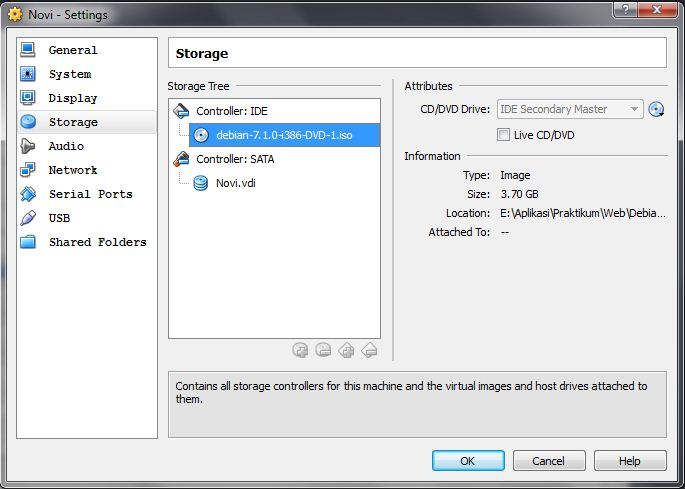 Novi - Settings
General
System
Display
Storage
Audio
Network
Serial Ports
USB
Shared Folders
Storage
Storage Tree
Controller: IDE
debian-7.1.0-i386-DVD-1.iso
Controller: SATA
Novi.vdi
Attributes
CD/DVD Drive: IDE Secondary Master
Live CD/DVD
Information
Type: Image
Size: 3.70 GB
Location: E:\Aplikasi\Praktikum\Web\Debia...
Attached To: --
Contains all storage controllers for this machine and the virtual images and host drives attached to
them.
OK Cancel Help